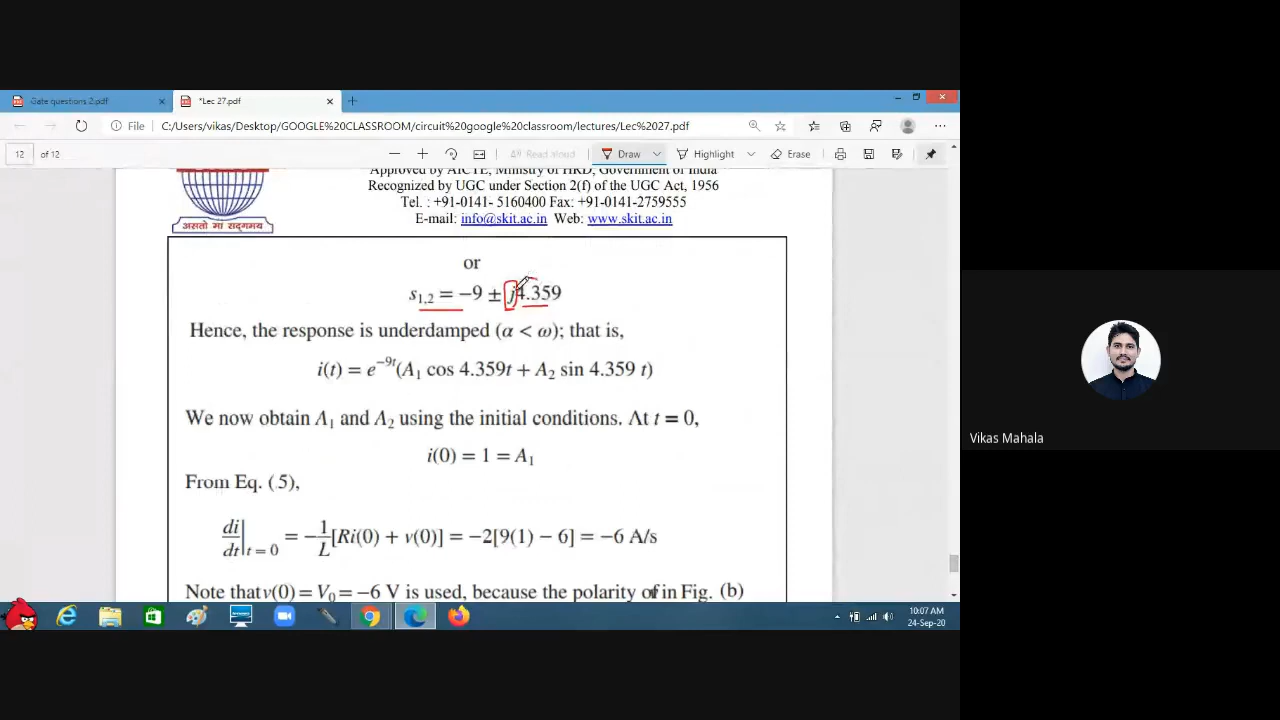 Gate questions 2.pdf
*Lec 27.pdf
File
C:/Users/vikas/Desktop/GOOGLE%20CLASSROOM/circuit%20google%20classroom/lectures/Lec%2027.pdf
12 of 12
Read aloud
Draw
Highlight
Erase
Approved by AICTE, Ministry of HRD, Government of India
Recognized by UGC under Section 2(f) of the UGC Act, 1956
Tel. : +91-0141- 5160400 Fax: +91-0141-2759555
E-mail: info@skit.ac.in Web: www.skit.ac.in
असतो मा सद्गमय
or
s1,2 = −9 ± j4.359
Hence, the response is underdamped (α < ω); that is,
i(t) = e^−9t(A1 cos 4.359t + A2 sin 4.359 t)
We now obtain A1 and A2 using the initial conditions. At t = 0,
i(0) = 1 = A1
From Eq. (5),
di/dt|t = 0 = −1/L[Ri(0) + v(0)] = −2[9(1) − 6] = −6 A/s
Note that v(0) = V0 = −6 V is used, because the polarity of in Fig. (b)
Vikas Mahala
10:07 AM
24-Sep-20